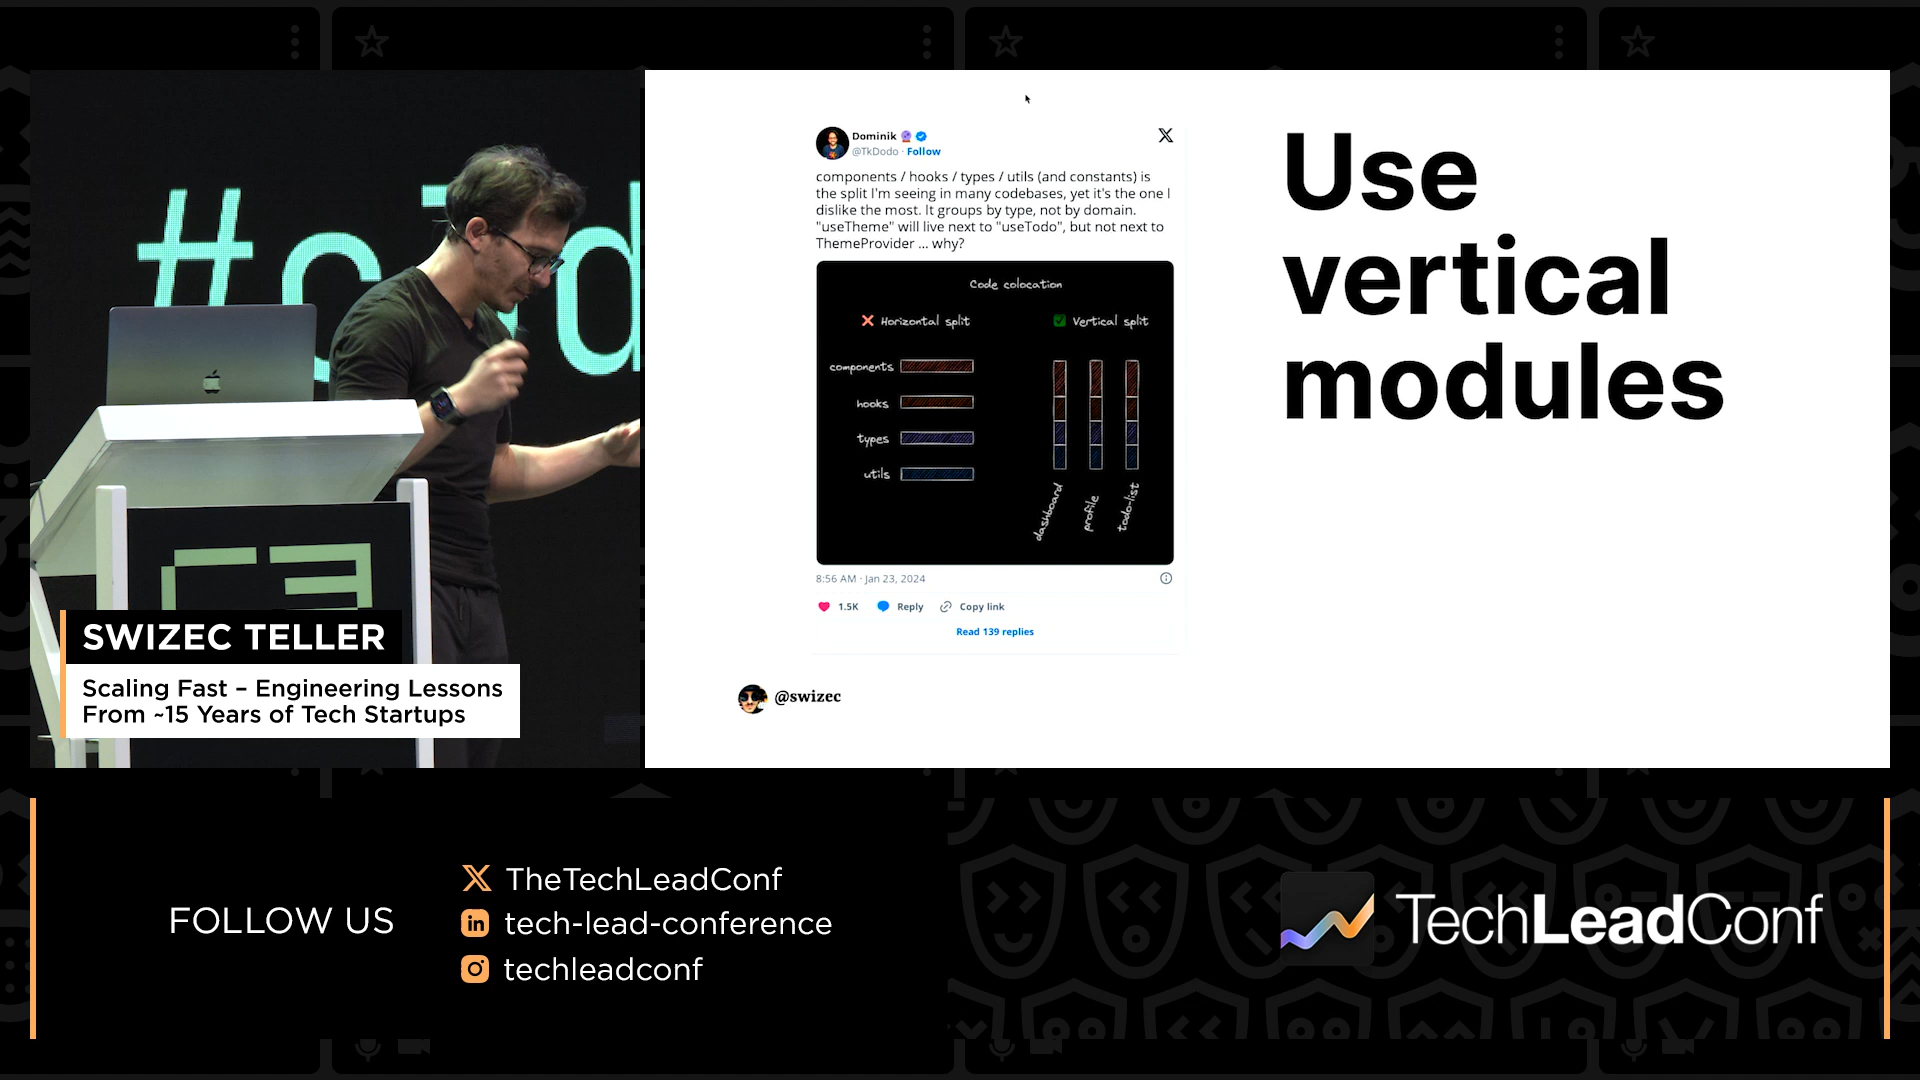 #c
d
SWIZEC TELLER
Scaling Fast – Engineering Lessons
From ~15 Years of Tech Startups
Dominik
@TkDodo · Follow
components / hooks / types / utils (and constants) is
the split I'm seeing in many codebases, yet it's the one I
dislike the most. It groups by type, not by domain.
"useTheme" will live next to "useTodo", but not next to
ThemeProvider ... why?
Code colocation
Horizontal split
Vertical split
components
hooks
types
utils
dashboard
profile
todo-list
8:56 AM · Jan 23, 2024
1.5K
Reply
Copy link
Read 139 replies
@swizec
Use
vertical
modules
FOLLOW US
TheTechLeadConf
in tech-lead-conference
techleadconf
TechLeadConf